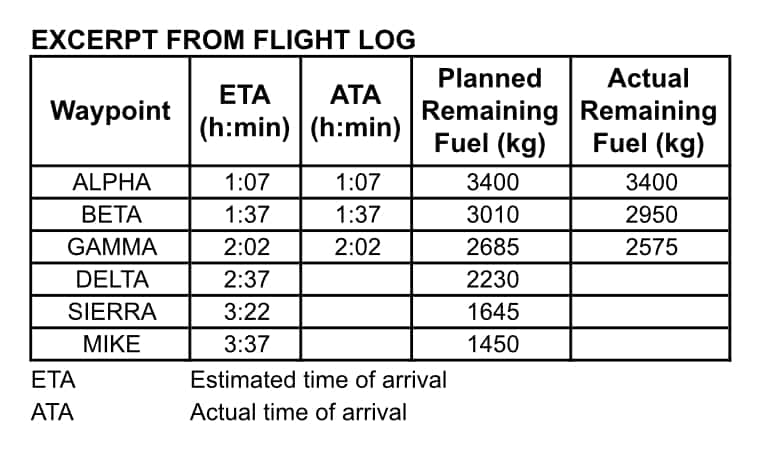 EXCERPT FROM FLIGHT LOG
Waypoint ETA (h:min) ATA (h:min) Planned Remaining Fuel (kg) Actual Remaining Fuel (kg)
ALPHA 1:07 1:07 3400 3400
BETA 1:37 1:37 3010 2950
GAMMA 2:02 2:02 2685 2575
DELTA 2:37 2230
SIERRA 3:22 1645
MIKE 3:37 1450
ETA Estimated time of arrival
ATA Actual time of arrival